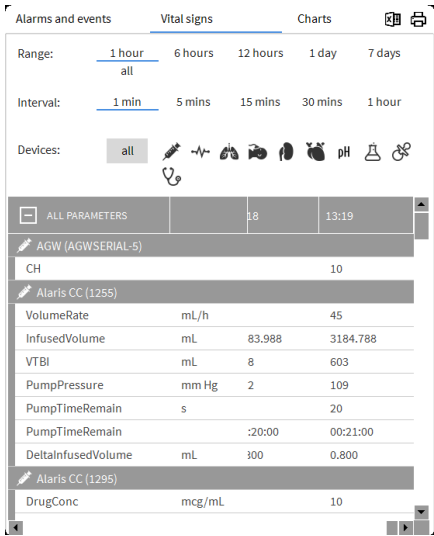 Alarms and events Vital signs Charts
Range: 1 hour 6 hours 12 hours 1 day 7 days
all
Interval: 1 min 5 mins 15 mins 30 mins 1 hour
Devices: all pH
ALL PARAMETERS 18 13:19
AGW (AGWSERIAL-5)
CH 10
Alaris CC (1255)
VolumeRate mL/h 45
InfusedVolume mL 83.988 3184.788
VTBI mL 8 603
PumpPressure mm Hg 2 109
PumpTimeRemain s 20
PumpTimeRemain :20:00 00:21:00
DeltaInfusedVolume mL 00 0.800
Alaris CC (1295)
DrugConc mcg/mL 10